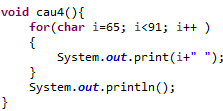 void cau4(){
    for(char i=65; i<91; i++ )
    {
        System.out.print(i+" ");
    }
    System.out.println();
}